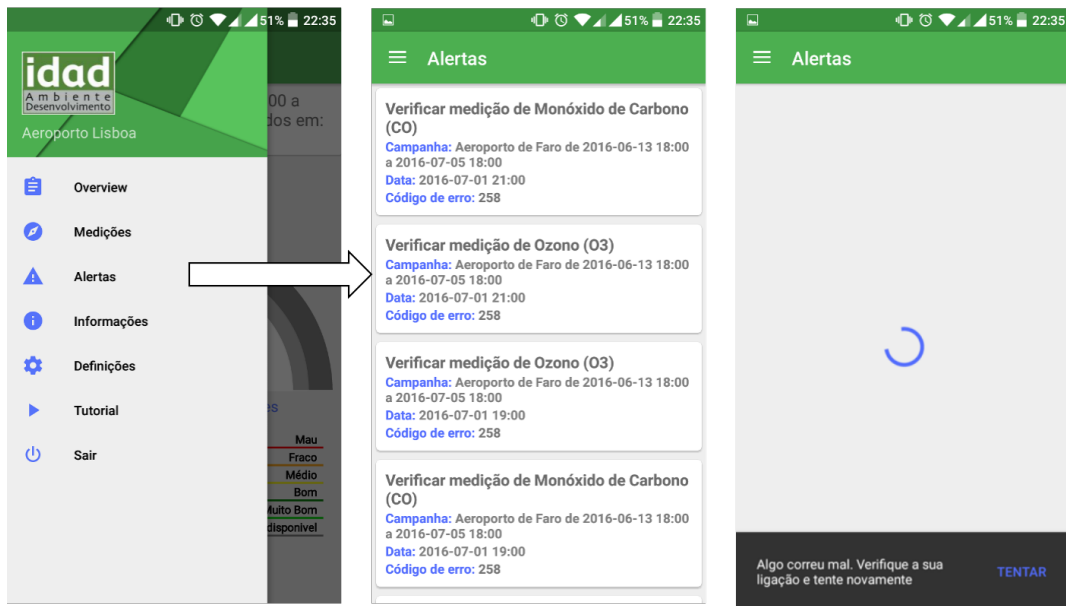 51% 22:35
idad
Ambiente
Desenvolvimento
Aeroporto Lisboa
00 a
dos em:
Overview
Medições
Alertas
Informações
Definições
Tutorial
Sair
es
Mau
Fraco
Médio
Bom
Muito Bom
disponivel
51% 22:35
Alertas
Verificar medição de Monóxido de Carbono
(CO)
Campanha: Aeroporto de Faro de 2016-06-13 18:00
a 2016-07-05 18:00
Data: 2016-07-01 21:00
Código de erro: 258
Verificar medição de Ozono (O3)
Campanha: Aeroporto de Faro de 2016-06-13 18:00
a 2016-07-05 18:00
Data: 2016-07-01 21:00
Código de erro: 258
Verificar medição de Ozono (O3)
Campanha: Aeroporto de Faro de 2016-06-13 18:00
a 2016-07-05 18:00
Data: 2016-07-01 19:00
Código de erro: 258
Verificar medição de Monóxido de Carbono
(CO)
Campanha: Aeroporto de Faro de 2016-06-13 18:00
a 2016-07-05 18:00
Data: 2016-07-01 19:00
Código de erro: 258
51% 22:35
Alertas
Algo correu mal. Verifique a sua
ligação e tente novamente
TENTAR